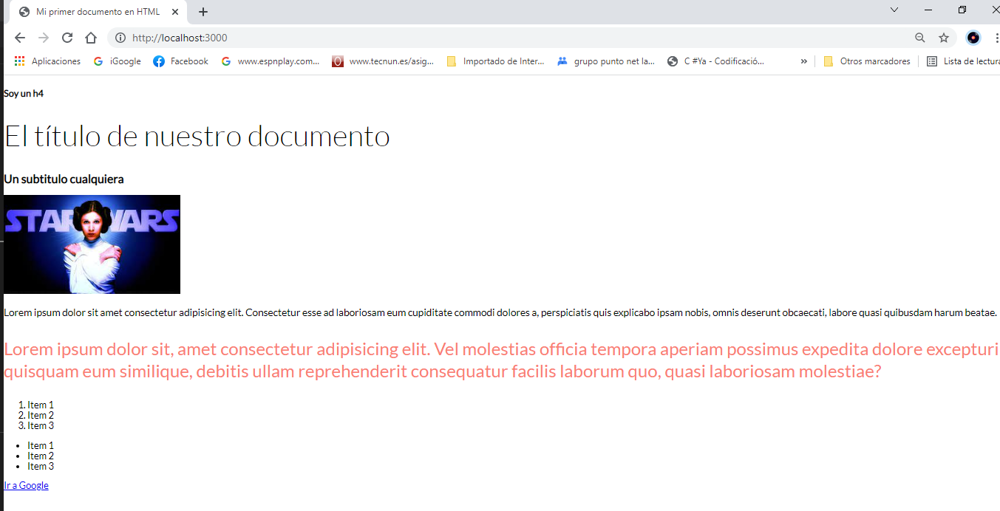 Mi primer documento en HTML
http://localhost:3000
Aplicaciones iGoogle Facebook www.espnplay.com... www.tecnun.es/asig... Importado de Inter... grupo punto net la... C #Ya - Codificació... » Otros marcadores Lista de lectura
Soy un h4
El título de nuestro documento
Un subtitulo cualquiera
STAR WARS
Lorem ipsum dolor sit amet consectetur adipisicing elit. Consectetur esse ad laboriosam eum cupiditate commodi dolores a, perspiciatis quis explicabo ipsam nobis, omnis deserunt obcaecati, labore quasi quibusdam harum beatae.
Lorem ipsum dolor sit, amet consectetur adipisicing elit. Vel molestias officia tempora aperiam possimus expedita dolore excepturi
quisquam eum similique, debitis ullam reprehenderit consequatur facilis laborum quo, quasi laboriosam molestiae?
1. Item 1
2. Item 2
3. Item 3
• Item 1
• Item 2
• Item 3
Ir a Google